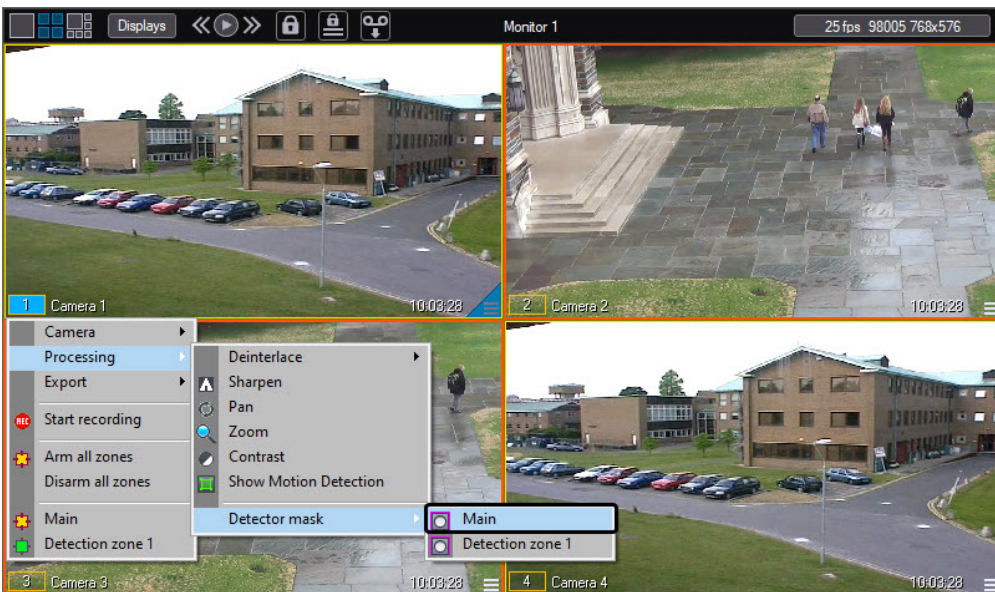 Displays
Monitor 1
25 fps 98005 768x576
1 Camera 1 10:03:28
2 Camera 2 10:03:28
Camera
Processing
Export
REC Start recording
Arm all zones
Disarm all zones
Main
Detection zone 1
Deinterlace
Sharpen
Pan
Zoom
Contrast
Show Motion Detection
Detector mask
Main
Detection zone 1
3 Camera 3 10:03:28
4 Camera 4 10:03:28